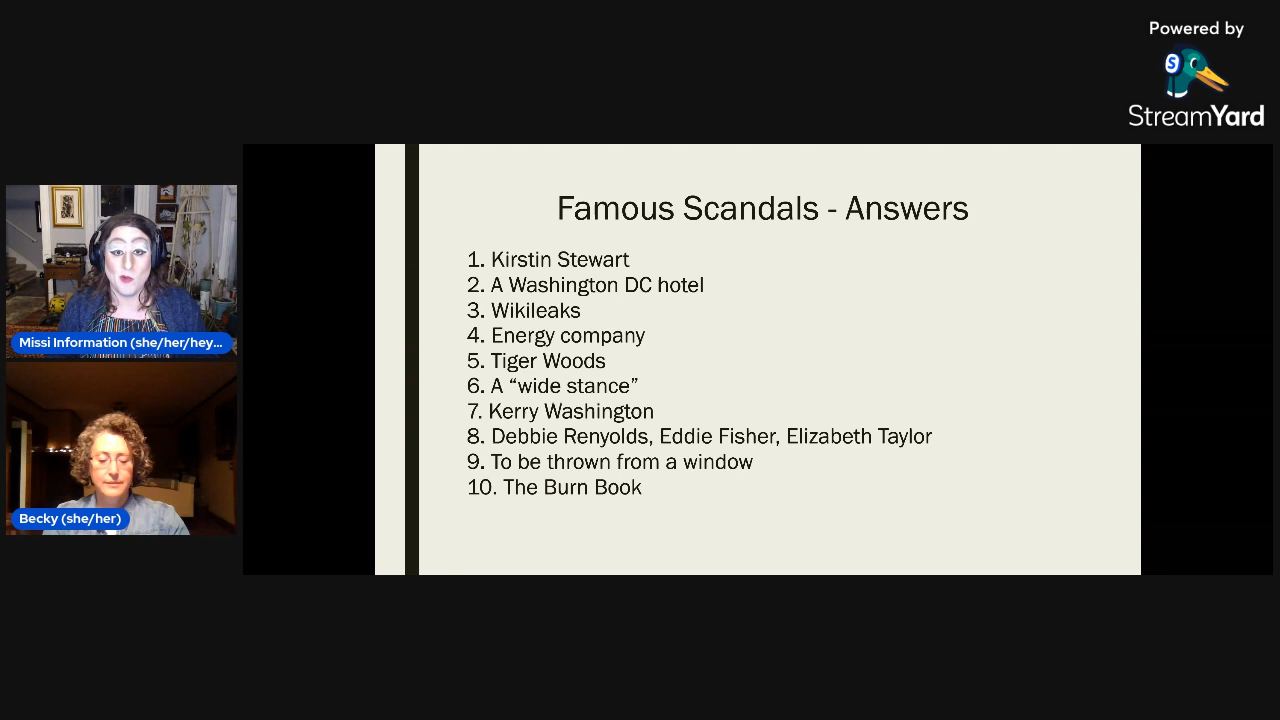 Powered by
S
StreamYard
Famous Scandals - Answers
1. Kirstin Stewart
2. A Washington DC hotel
3. Wikileaks
4. Energy company
5. Tiger Woods
6. A “wide stance”
7. Kerry Washington
8. Debbie Renyolds, Eddie Fisher, Elizabeth Taylor
9. To be thrown from a window
10. The Burn Book
Missi Information (she/her/hey...
Becky (she/her)